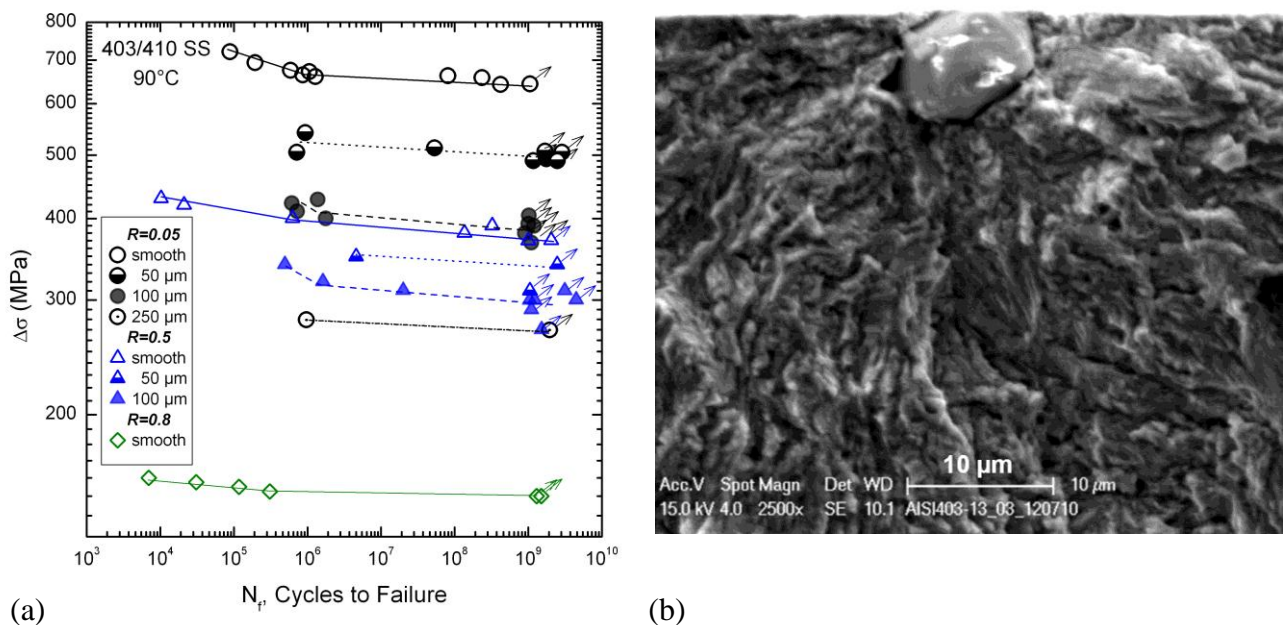 403/410 SS
90°C
700
600
500
400
300
200
Δσ (MPa)
R=0.05
smooth
50 µm
100 µm
250 µm
R=0.5
smooth
50 µm
100 µm
R=0.8
smooth
10³ 10⁴ 10⁵ 10⁶ 10⁷ 10⁸ 10⁹ 10¹⁰
N_f, Cycles to Failure
(a)
10 µm
Acc.V Spot Magn Det WD 10 µm
15.0 kV 4.0 2500x SE 10.1 AISI403-13_03_120710
(b)